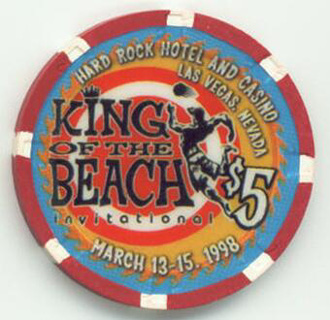 HARD ROCK HOTEL AND CASINO
LAS VEGAS, NEVADA
KING
OF THE
BEACH
invitational
$5
MARCH 13-15, 1998